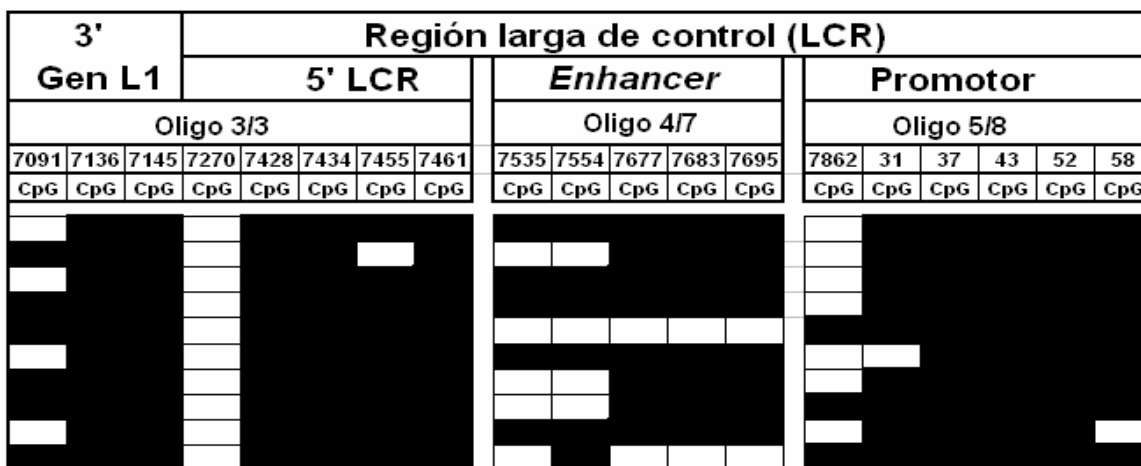 3' Región larga de control (LCR)
Gen L1 5' LCR Enhancer Promotor
Oligo 3/3 Oligo 4/7 Oligo 5/8
7091 7136 7145 7270 7428 7434 7455 7461 7535 7554 7677 7683 7695 7862 31 37 43 52 58
CpG CpG CpG CpG CpG CpG CpG CpG CpG CpG CpG CpG CpG CpG CpG CpG CpG CpG CpG